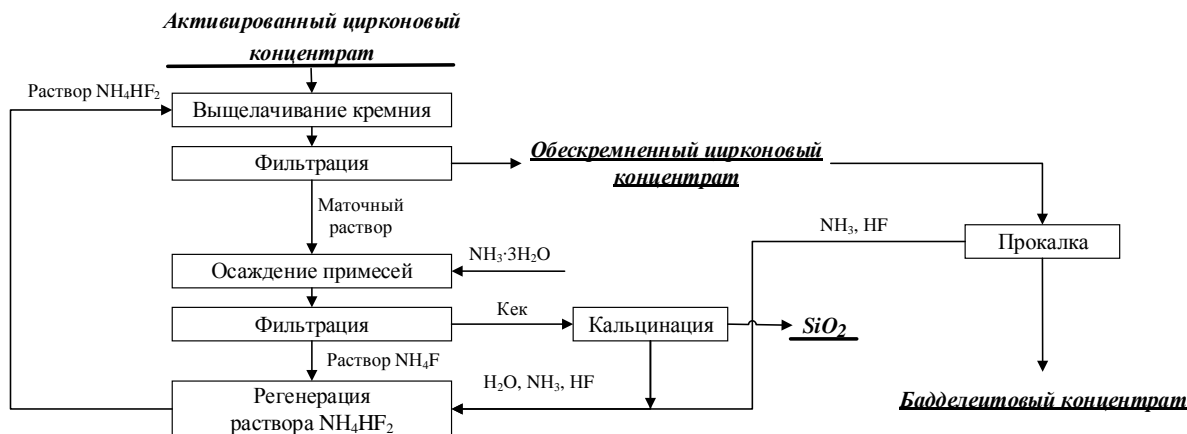 Активированный цирконовый
концентрат
Раствор NH₄HF₂
Выщелачивание кремния
Фильтрация
Обескремненный цирконовый
концентрат
Маточный
раствор
NH₃, HF
Прокалка
Осаждение примесей
NH₃·3H₂O
Фильтрация
Кек
Кальцинация
SiO₂
Раствор NH₄F
H₂O, NH₃, HF
Регенерация
раствора NH₄HF₂
Бадделеитовый концентрат